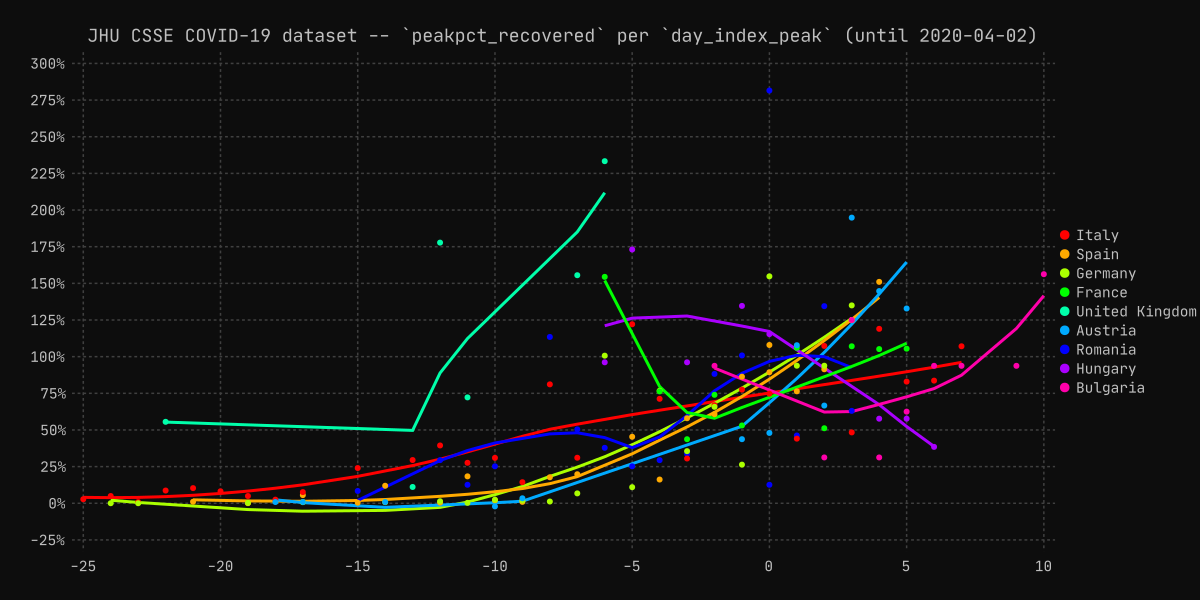 JHU CSSE COVID-19 dataset -- `peakpct_recovered` per `day_index_peak` (until 2020-04-02)
300%
275%
250%
225%
200%
175%
150%
125%
100%
75%
50%
25%
0%
-25%
-25 -20 -15 -10 -5 0 5 10
Italy
Spain
Germany
France
United Kingdom
Austria
Romania
Hungary
Bulgaria